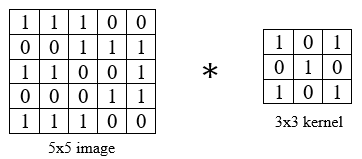 1 1 1 0 0
0 0 1 1 1
1 1 0 0 1
0 0 0 1 1
1 1 1 0 0
5x5 image
*
1 0 1
0 1 0
1 0 1
3x3 kernel